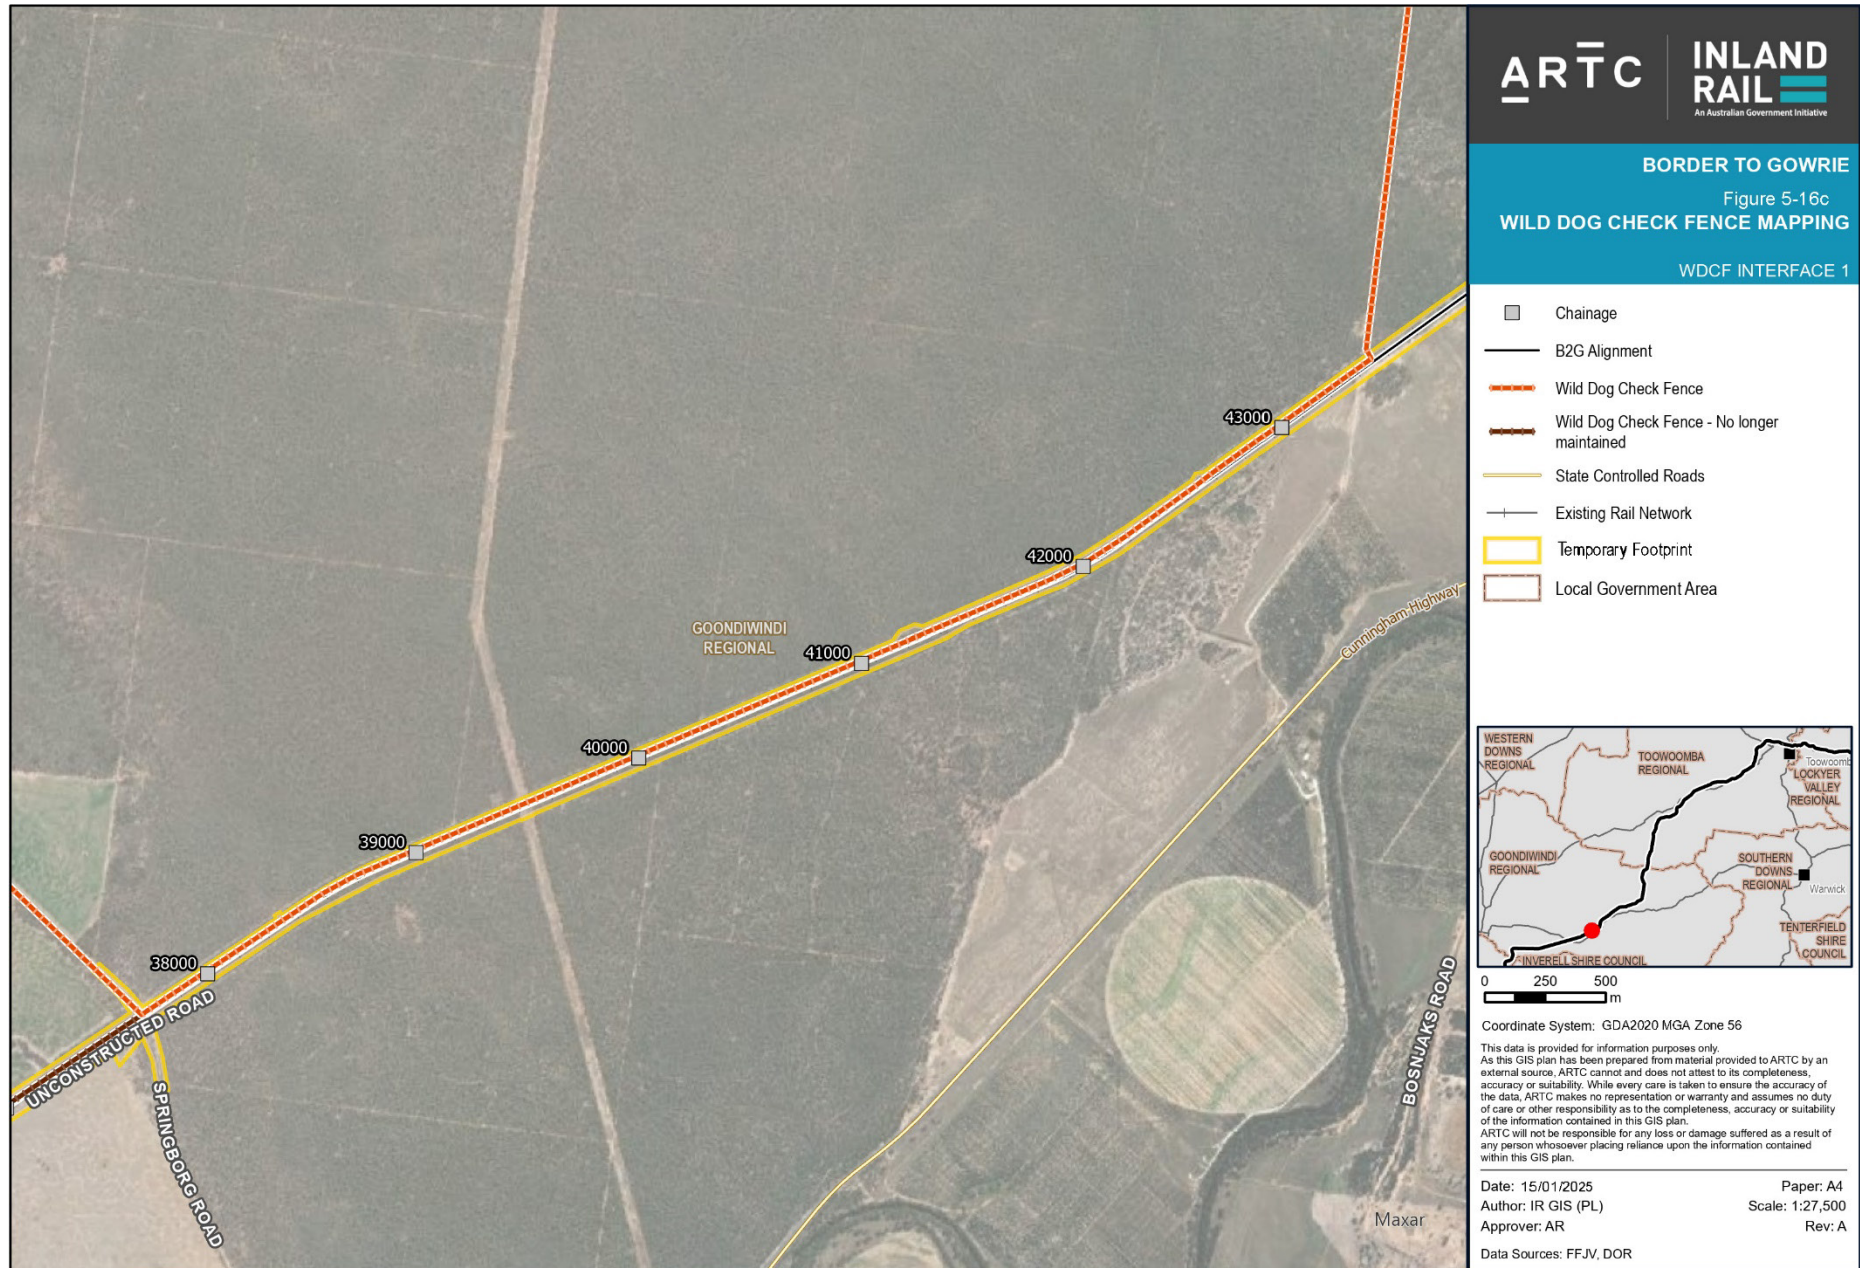 ARTC
INLAND
RAIL
An Australian Government Initiative
BORDER TO GOWRIE
Figure 5-16c
WILD DOG CHECK FENCE MAPPING
WDCF INTERFACE 1
Chainage
B2G Alignment
Wild Dog Check Fence
Wild Dog Check Fence - No longer
maintained
State Controlled Roads
Existing Rail Network
Temporary Footprint
Local Government Area
43000
42000
Cunningham-Highway
GOONDIWINDI
REGIONAL
41000
40000
39000
38000
UNCONSTRUCTED ROAD
SPRINGBORG ROAD
BOSNJAKS ROAD
Maxar
WESTERN
DOWNS
REGIONAL
TOOWOOMBA
REGIONAL
Toowoomb
LOCKYER
VALLEY
REGIONAL
GOONDIWINDI
REGIONAL
SOUTHERN
DOWNS
REGIONAL
Warwick
TENTERFIELD
SHIRE
COUNCIL
INVERELL SHIRE COUNCIL
0 250 500
m
Coordinate System: GDA2020 MGA Zone 56
This data is provided for information purposes only.
As this GIS plan has been prepared from material provided to ARTC by an
external source, ARTC cannot and does not attest to its completeness,
accuracy or suitability. While every care is taken to ensure the accuracy of
the data, ARTC makes no representation or warranty and assumes no duty
of care or other responsibility as to the completeness, accuracy or suitability
of the information contained in this GIS plan.
ARTC will not be responsible for any loss or damage suffered as a result of
any person whosoever placing reliance upon the information contained
within this GIS plan.
Date: 15/01/2025 Paper: A4
Author: IR GIS (PL) Scale: 1:27,500
Approver: AR Rev: A
Data Sources: FFJV, DOR